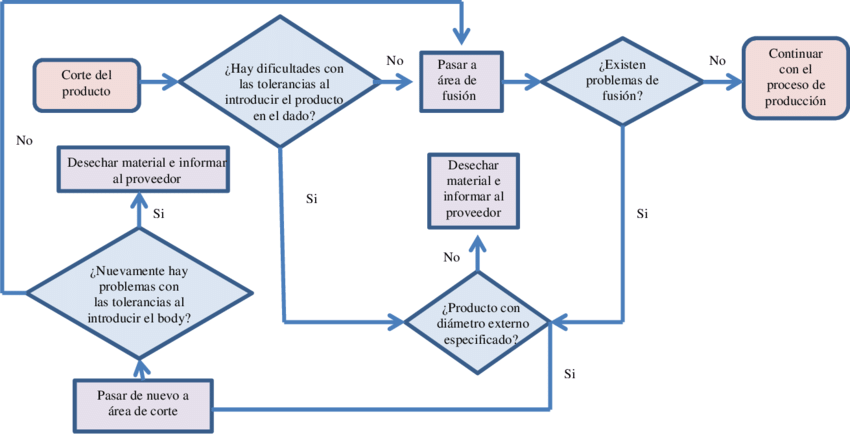 Corte del
producto
¿Hay dificultades con
las tolerancias al
introducir el producto
en el dado?
No
Pasar a
área de
fusión
¿Existen
problemas de
fusión?
No
Continuar
con el
proceso de
producción
No
Desechar material e informar
al proveedor
Si
Si
Desechar
material e
informar al
proveedor
No
Si
¿Nuevamente hay
problemas con
las tolerancias al
introducir el body?
¿Producto con
diámetro externo
especificado?
Si
Pasar de nuevo a
área de corte